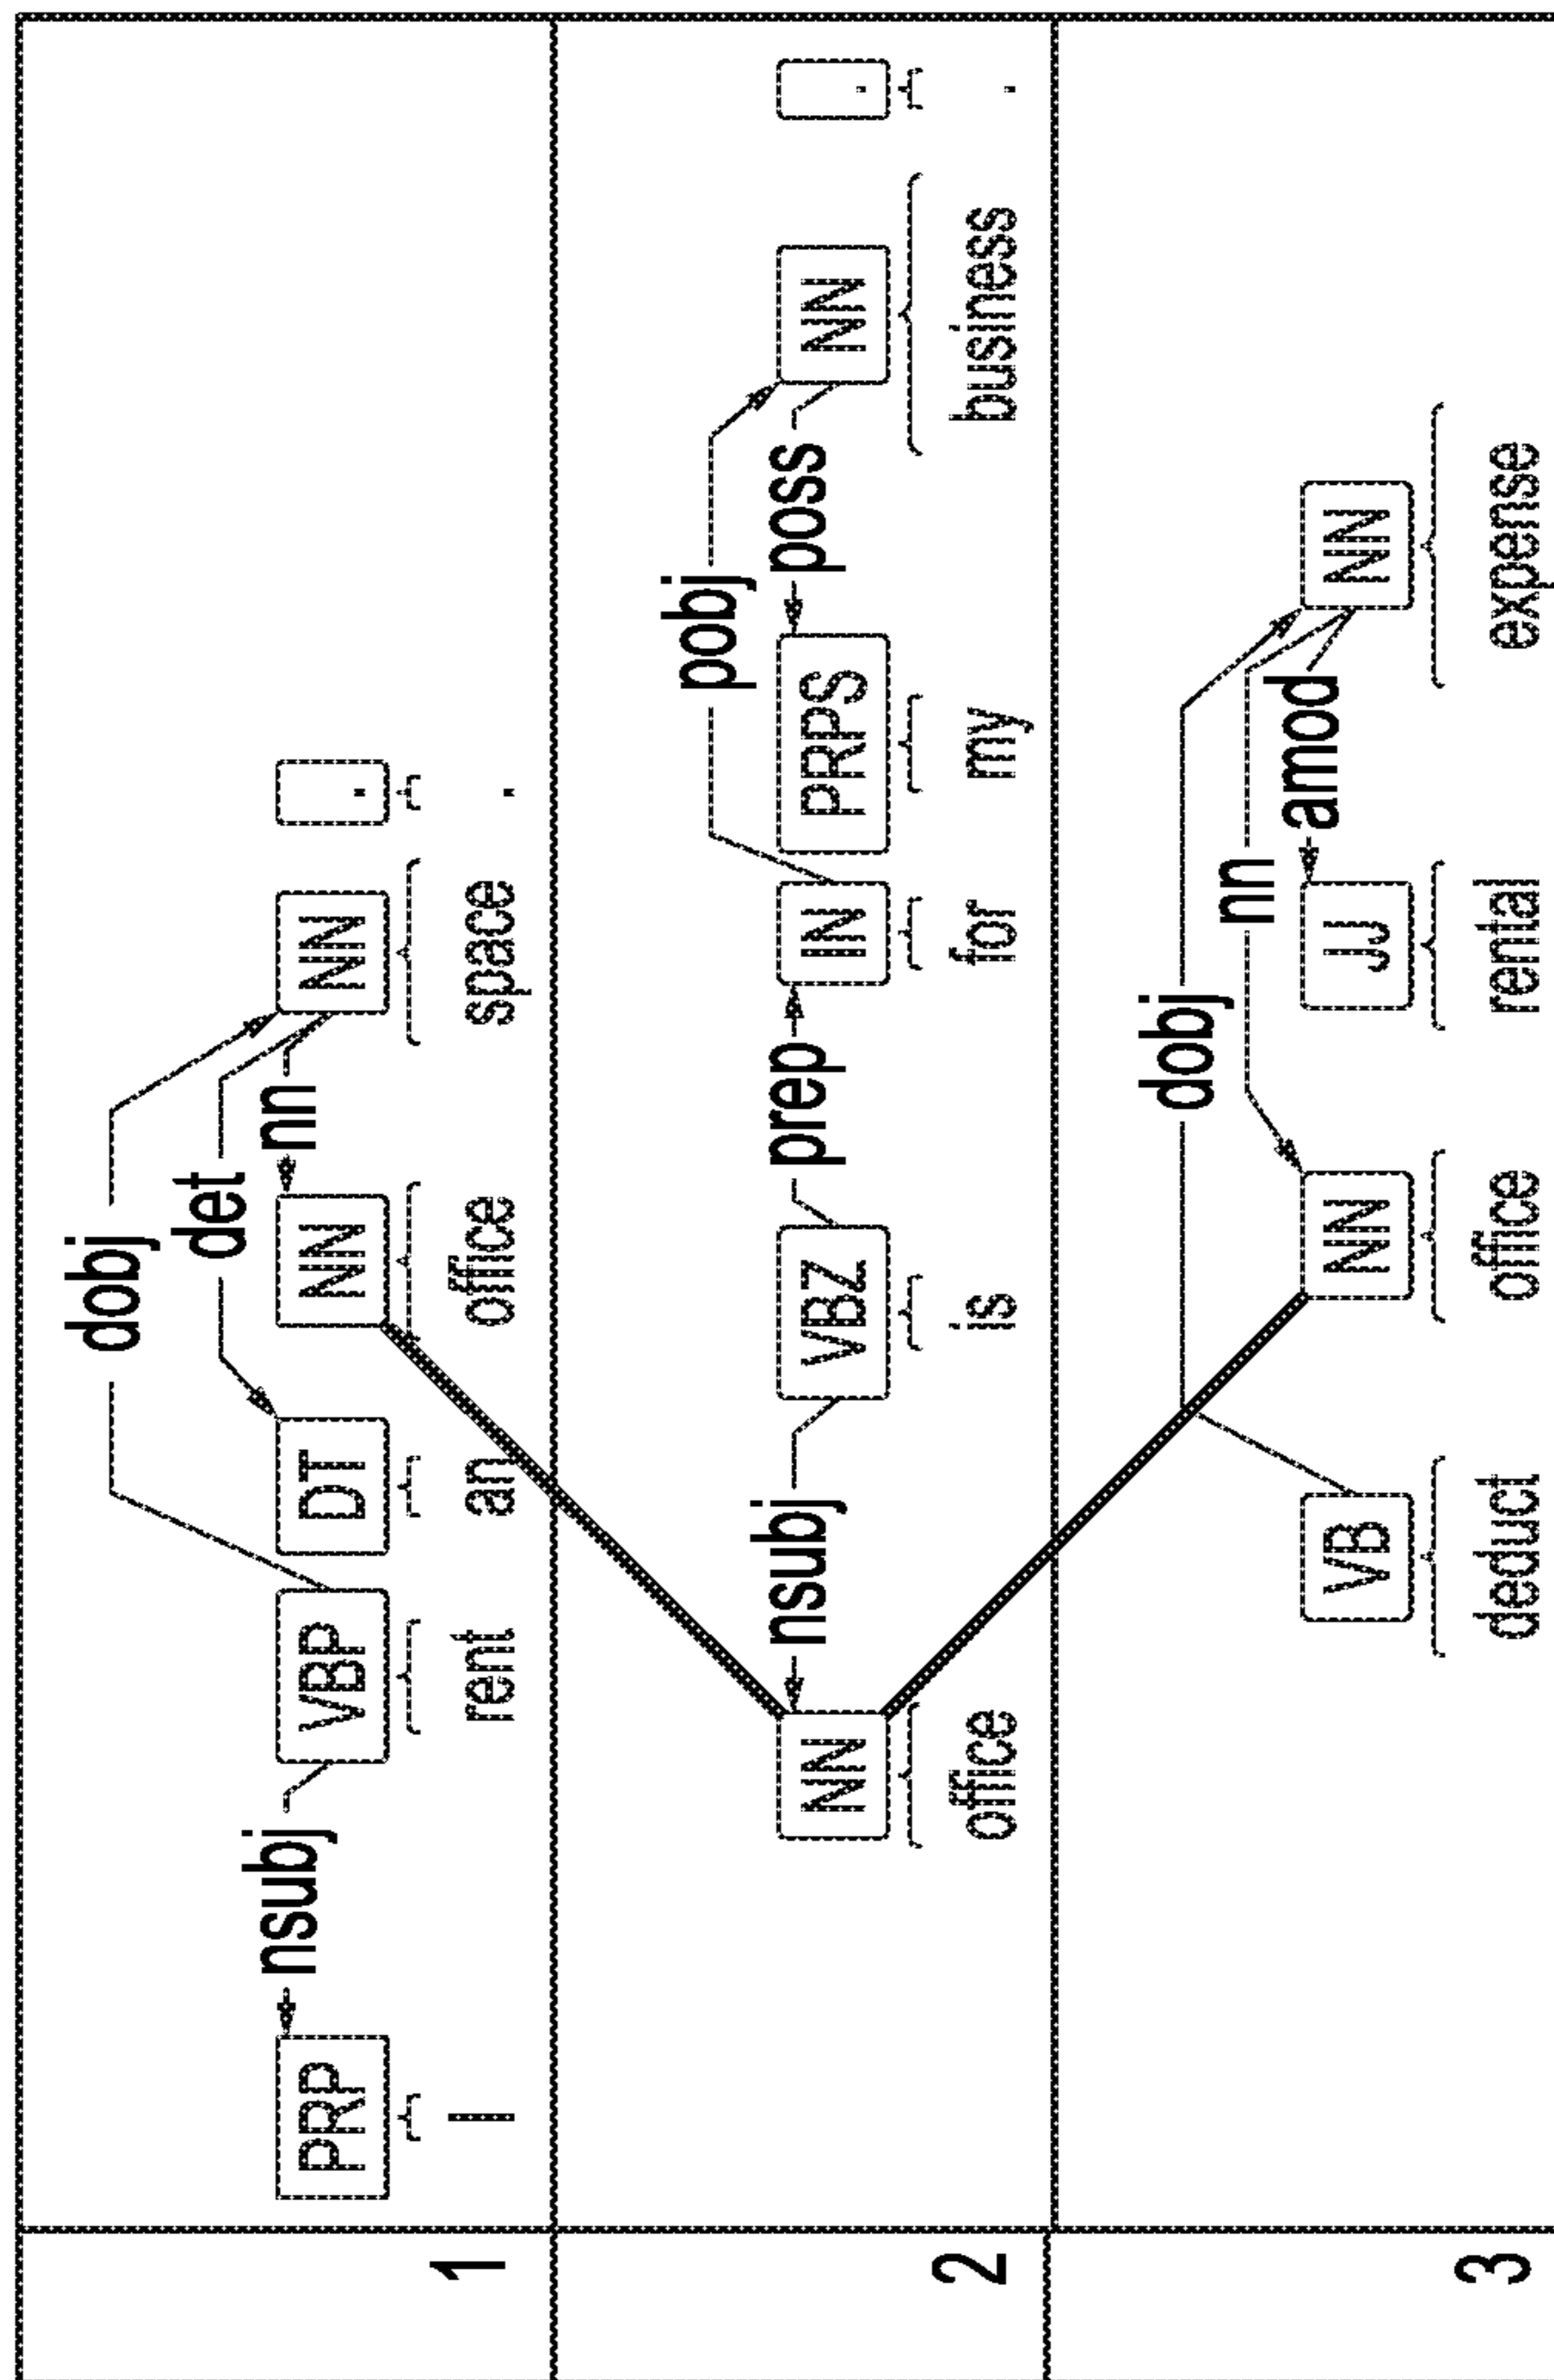 dobj
det
nsubj nn
PRP VBP DT NN NN .
I rent an office space .
1
pobj
nsubj prep poss
NN VBZ IN PRPS NN .
office is for my business .
2
dobj
nn
amod
VB NN JJ NN
deduct office rental expense
3